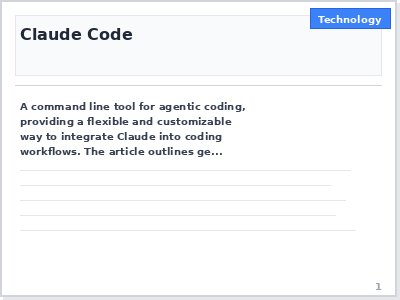 Technology
Claude Code
A command line tool for agentic coding,
providing a flexible and customizable
way to integrate Claude into coding
workflows. The article outlines ge...
1